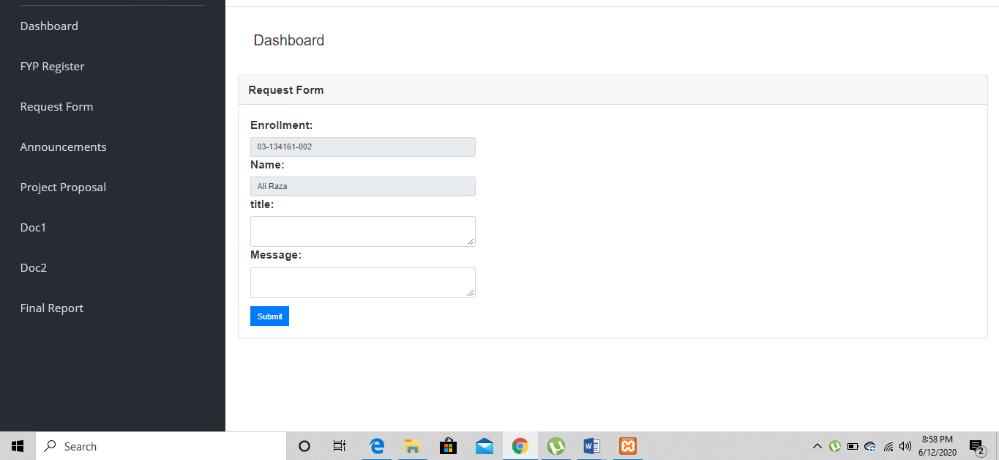 Dashboard
FYP Register
Request Form
Announcements
Project Proposal
Doc1
Doc2
Final Report
Dashboard
Request Form
Enrollment:
03-134161-002
Name:
Ali Raza
title:
Message:
Submit
Search
8:58 PM
6/12/2020
2